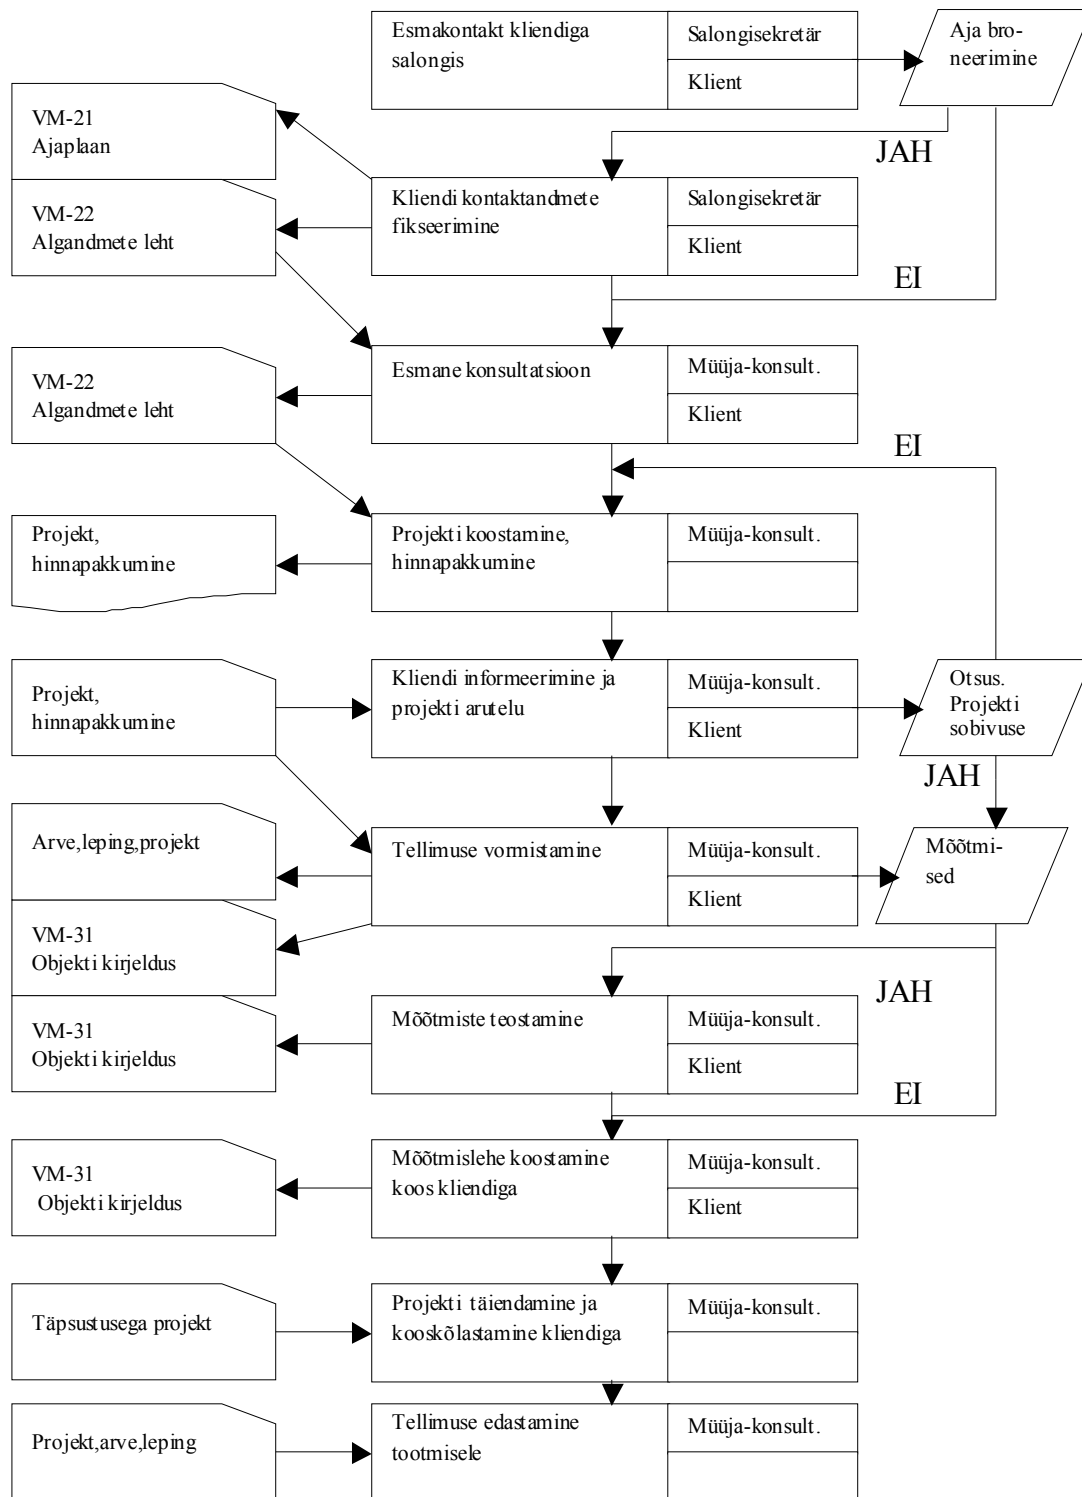 Esmakontakt kliendiga
salongis
Salongisekretär
Klient
Aja bro-
neerimine
JAH
VM-21
Ajaplaan
VM-22
Algandmete leht
Kliendi kontaktandmete
fikseerimine
Salongisekretär
Klient
EI
VM-22
Algandmete leht
Esmane konsultatsioon
Müüja-konsult.
Klient
EI
Projekt,
hinnapakkumine
Projekti koostamine,
hinnapakkumine
Müüja-konsult.
Projekt,
hinnapakkumine
Kliendi informeerimine ja
projekti arutelu
Müüja-konsult.
Klient
Otsus.
Projekti
sobivuse
JAH
Arve,leping,projekt
Tellimuse vormistamine
Müüja-konsult.
Klient
Mõõtmi-
sed
VM-31
Objekti kirjeldus
JAH
VM-31
Objekti kirjeldus
Mõõtmiste teostamine
Müüja-konsult.
Klient
EI
VM-31
Objekti kirjeldus
Mõõtmislehe koostamine
koos kliendiga
Müüja-konsult.
Klient
Täpsustusega projekt
Projekti täiendamine ja
kooskõlastamine kliendiga
Müüja-konsult.
Projekt,arve,leping
Tellimuse edastamine
tootmisele
Müüja-konsult.